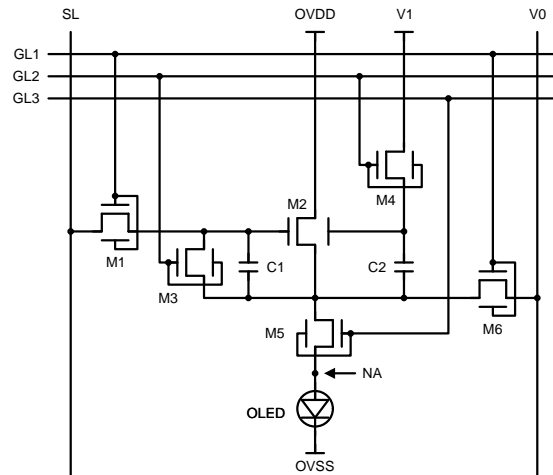 SL OVDD V1 V0
GL1
GL2
GL3
M4
M2
M1
C1
C2
M3
M6
M5
NA
OLED
OVSS